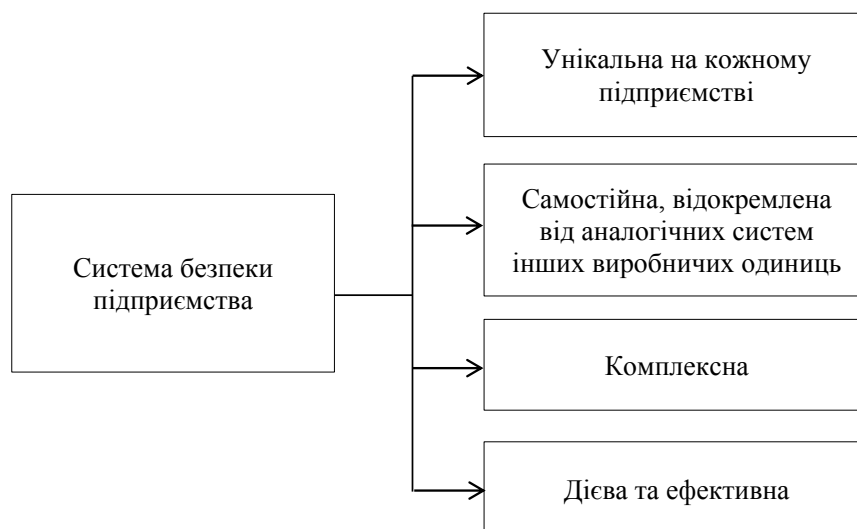 Система безпеки
підприємства
Унікальна на кожному
підприємстві
Самостійна, відокремлена
від аналогічних систем
інших виробничих одиниць
Комплексна
Дієва та ефективна